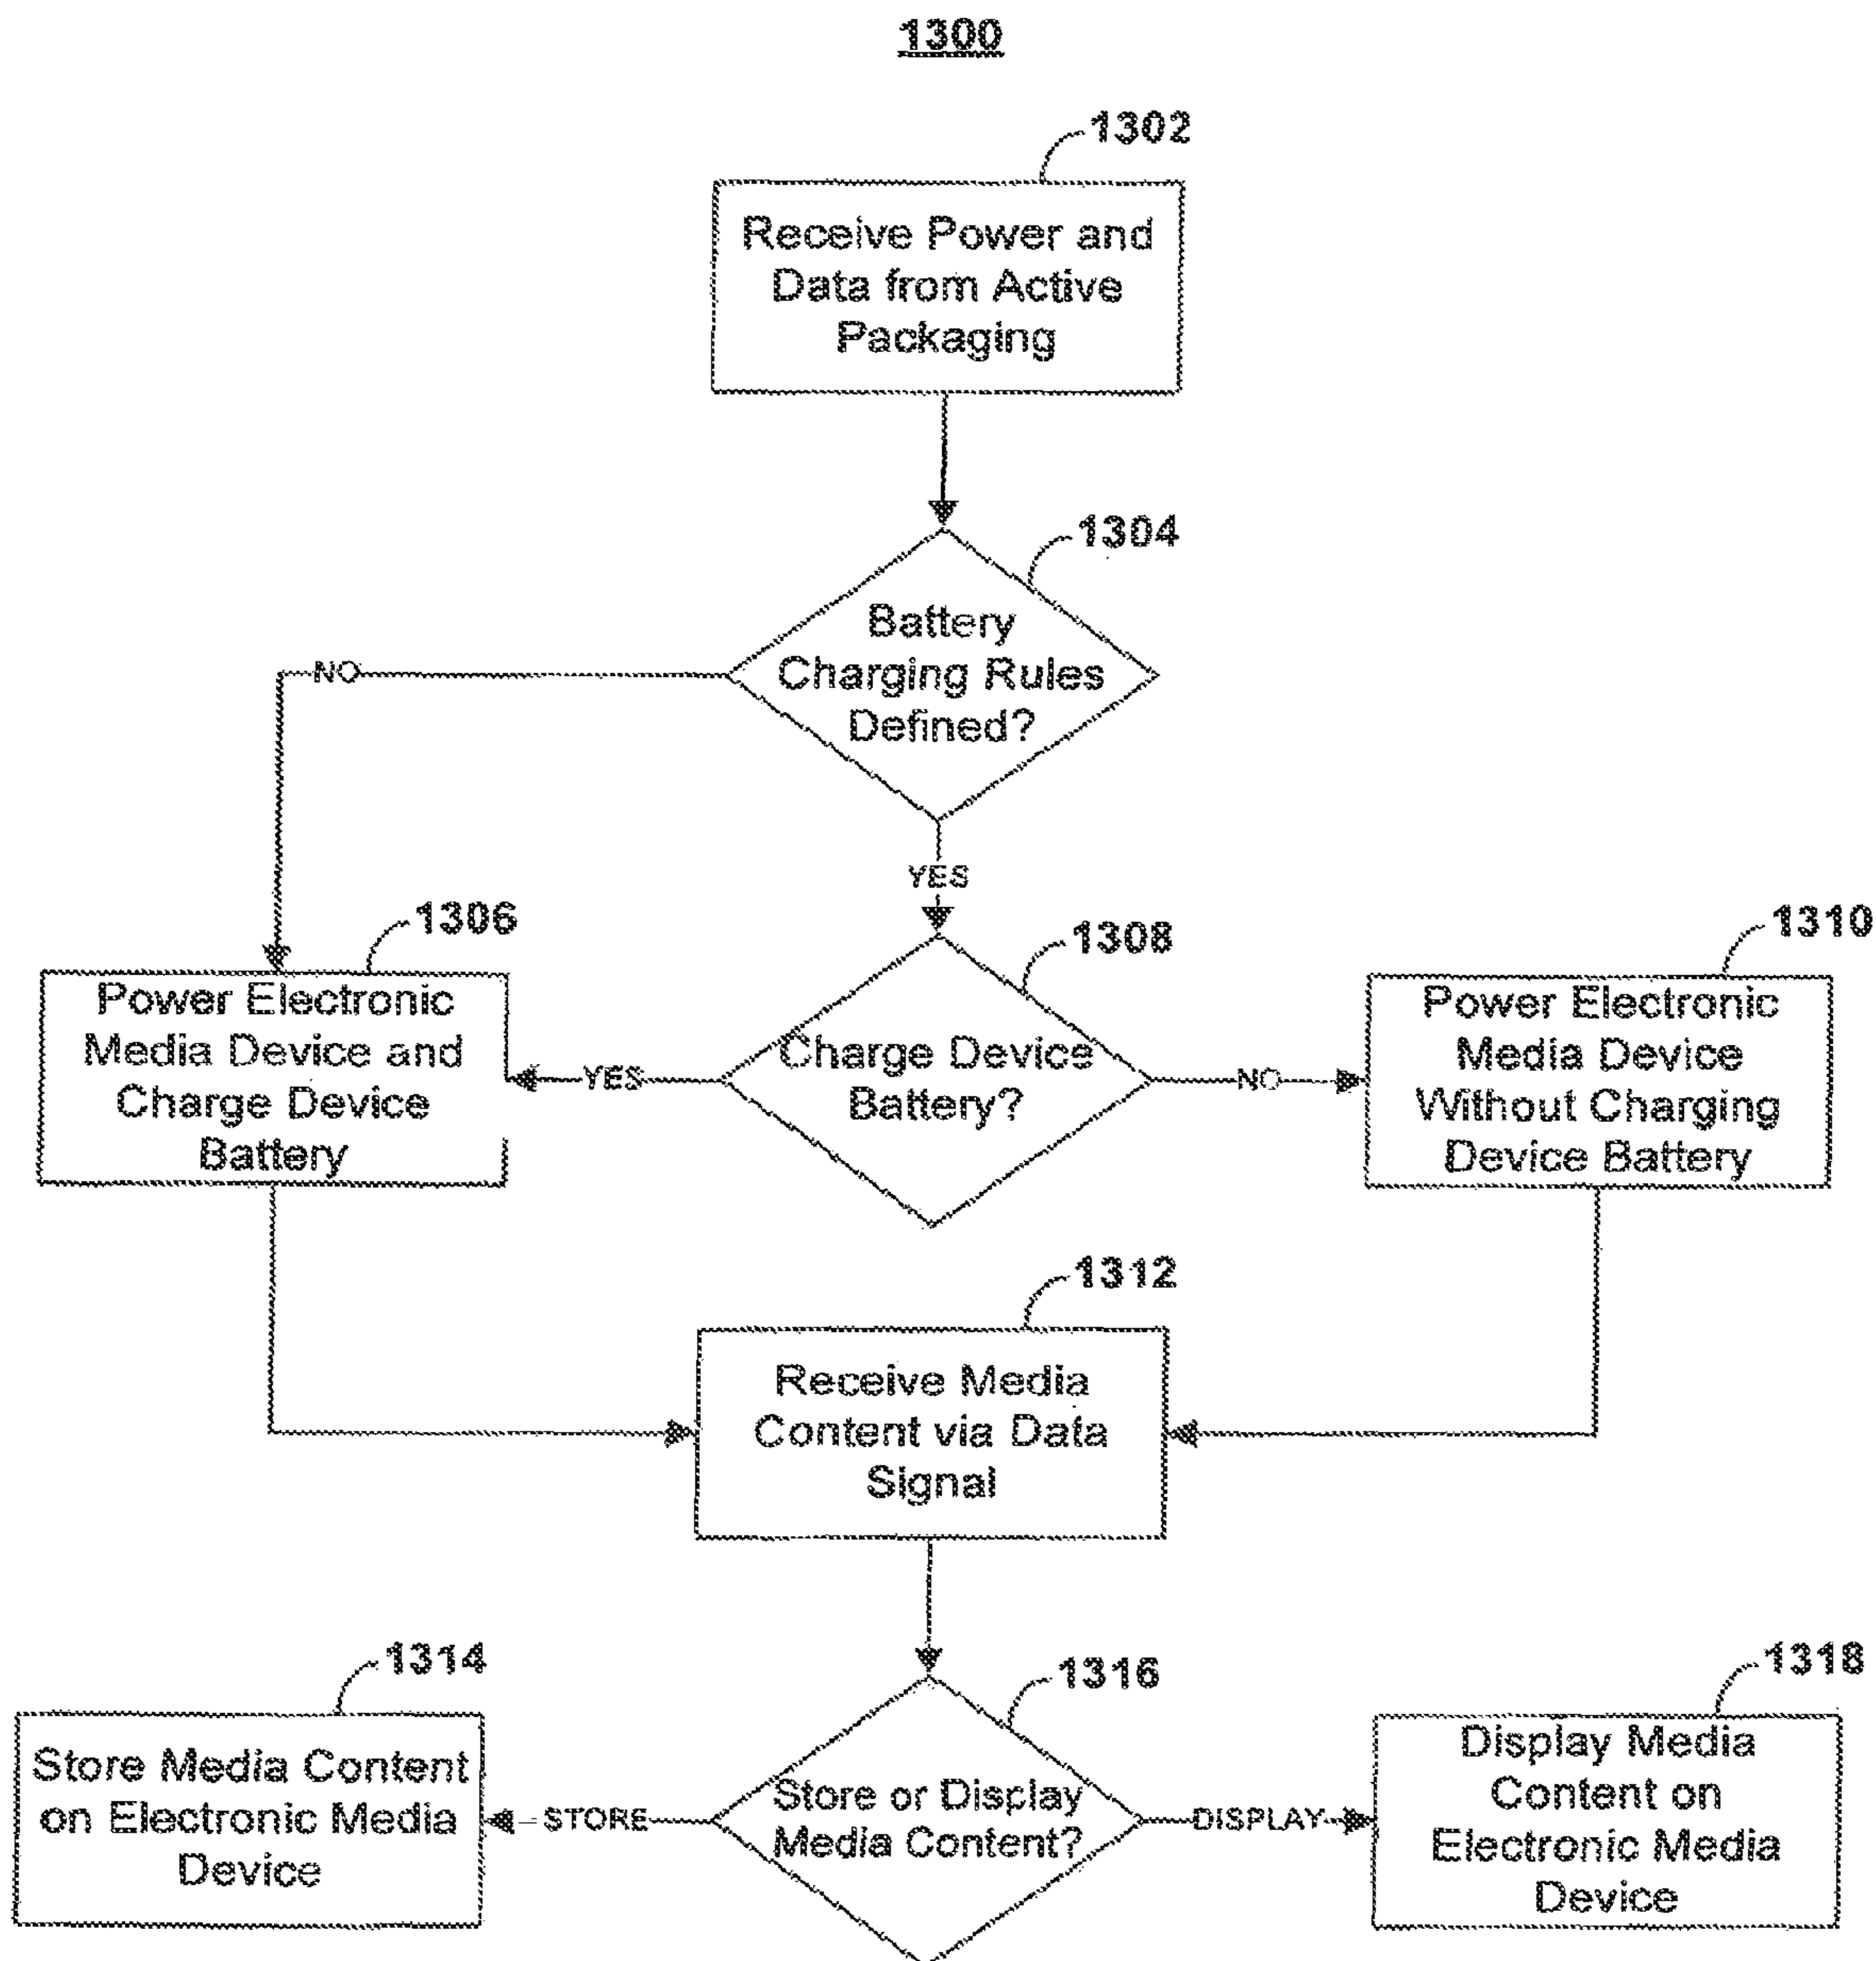 1300
1302
Receive Power and
Data from Active
Packaging
1304
Battery
Charging Rules
Defined?
NO
YES
1306
Power Electronic
Media Device and
Charge Device
Battery
1308
Charge Device
Battery?
YES
NO
1310
Power Electronic
Media Device
Without Charging
Device Battery
1312
Receive Media
Content via Data
Signal
1314
Store Media Content
on Electronic Media
Device
1316
Store or Display
Media Content?
STORE
DISPLAY
1318
Display Media
Content on
Electronic Media
Device